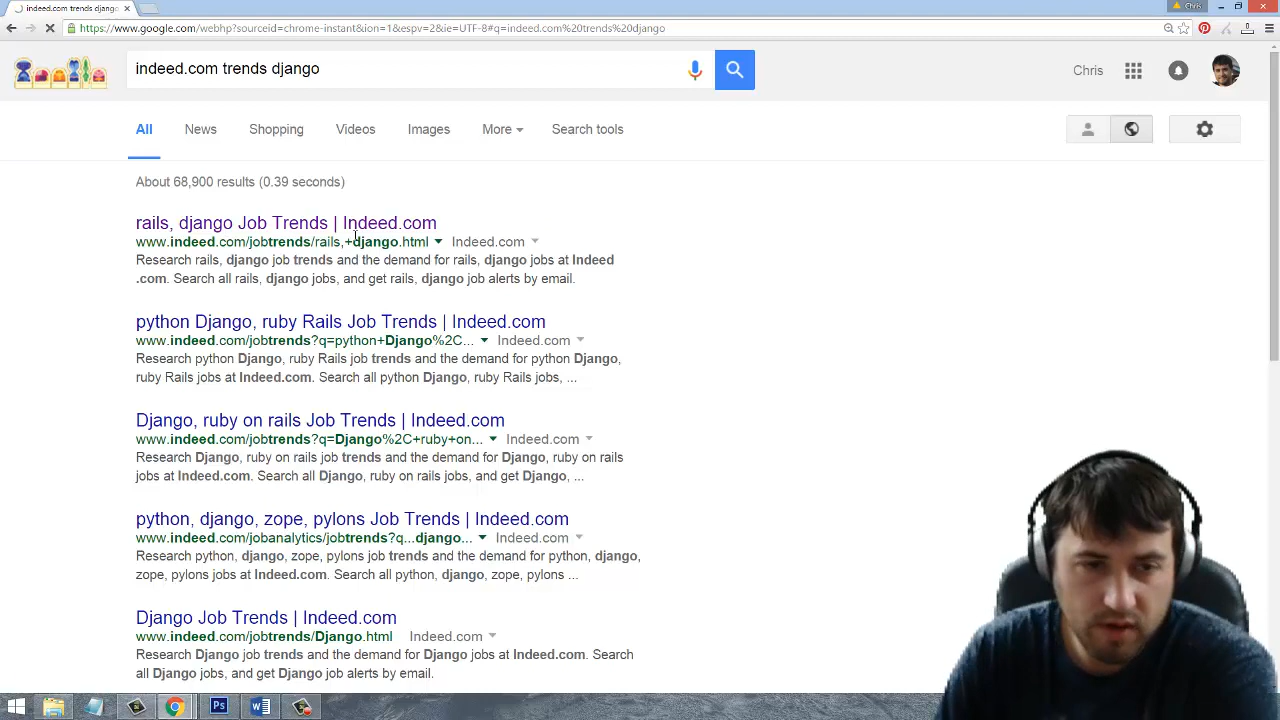 indeed.com trends django
Chris
https://www.google.com/webhp?sourceid=chrome-instant&ion=1&espv=2&ie=UTF-8#q=indeed.com%20trends%20django
indeed.com trends django
Chris
All News Shopping Videos Images More Search tools
About 68,900 results (0.39 seconds)
rails, django Job Trends | Indeed.com
www.indeed.com/jobtrends/rails,+django.html Indeed.com
Research rails, django job trends and the demand for rails, django jobs at Indeed
.com. Search all rails, django jobs, and get rails, django job alerts by email.
python Django, ruby Rails Job Trends | Indeed.com
www.indeed.com/jobtrends?q=python+Django%2C... Indeed.com
Research python Django, ruby Rails job trends and the demand for python Django,
ruby Rails jobs at Indeed.com. Search all python Django, ruby Rails jobs, ...
Django, ruby on rails Job Trends | Indeed.com
www.indeed.com/jobtrends?q=Django%2C+ruby+on... Indeed.com
Research Django, ruby on rails job trends and the demand for Django, ruby on rails
jobs at Indeed.com. Search all Django, ruby on rails jobs, and get Django, ...
python, django, zope, pylons Job Trends | Indeed.com
www.indeed.com/jobanalytics/jobtrends?q...django... Indeed.com
Research python, django, zope, pylons job trends and the demand for python, django,
zope, pylons jobs at Indeed.com. Search all python, django, zope, pylons ...
Django Job Trends | Indeed.com
www.indeed.com/jobtrends/Django.html Indeed.com
Research Django job trends and the demand for Django jobs at Indeed.com. Search
all Django jobs, and get Django job alerts by email.
Ps